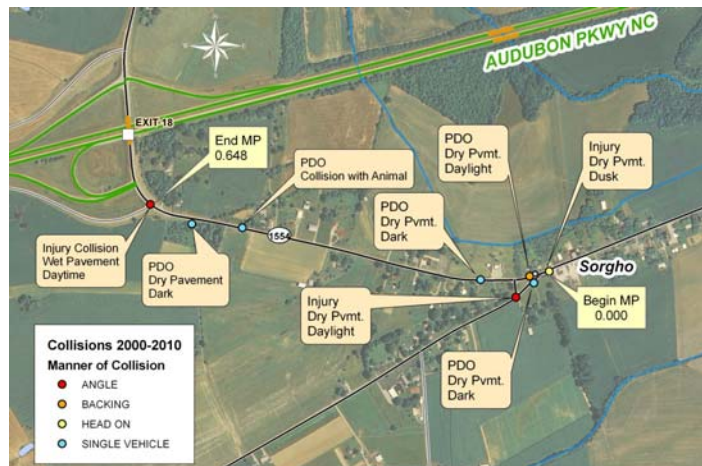 AUDUBON PKWY NC
EXIT-18
End MP
0.648
PDO
Collision with Animal
PDO
Dry Pvmt.
Daylight
Injury
Dry Pvmt.
Dusk
PDO
Dry Pvmt.
Dark
1554
Injury Collision
Wet Pavement
Daytime
PDO
Dry Pavement
Dark
Sorgho
Injury
Dry Pvmt.
Daylight
Begin MP
0.000
PDO
Dry Pvmt.
Dark
Collisions 2000-2010
Manner of Collision
ANGLE
BACKING
HEAD ON
SINGLE VEHICLE